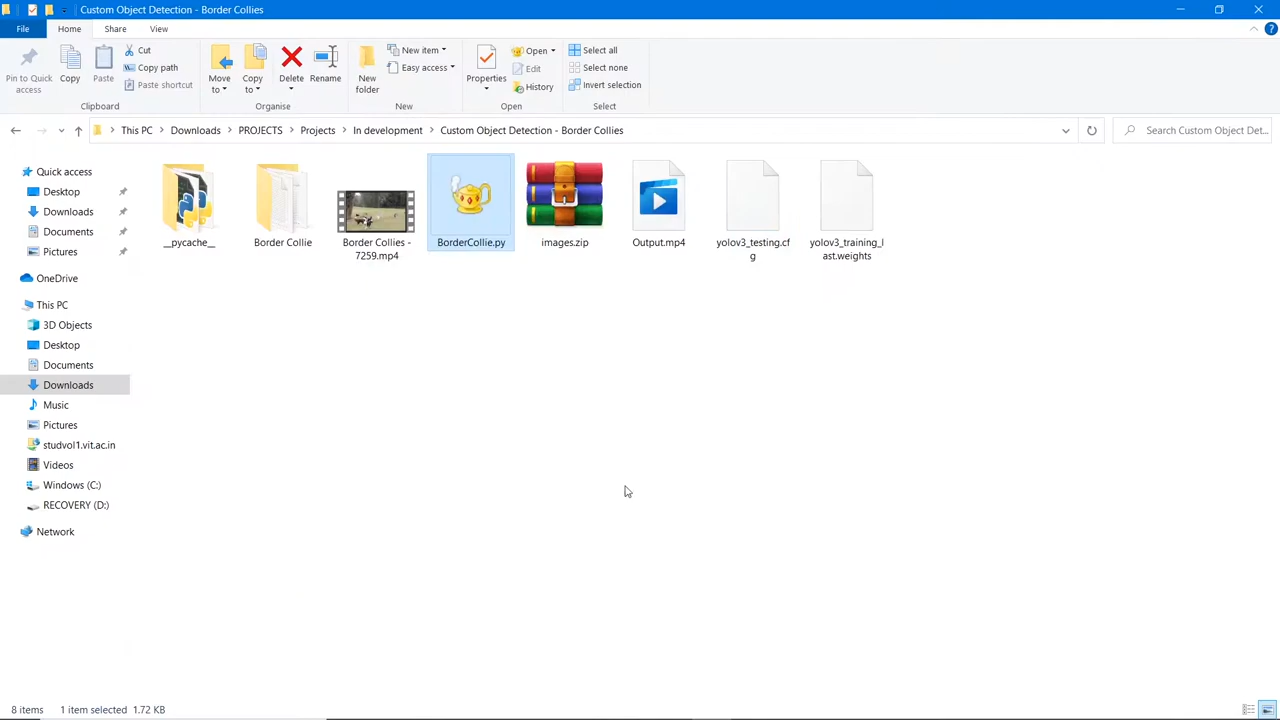 Custom Object Detection - Border Collies
File Home Share View
Pin to Quick access
Copy
Paste
Cut
Copy path
Paste shortcut
Clipboard
Move to
Copy to
Delete
Rename
Organise
New folder
New item
Easy access
New
Properties
Open
Edit
History
Open
Select all
Select none
Invert selection
Select
This PC > Downloads > PROJECTS > Projects > In development > Custom Object Detection - Border Collies
Search Custom Object Det...
Quick access
Desktop
Downloads
Documents
Pictures
OneDrive
This PC
3D Objects
Desktop
Documents
Downloads
Music
Pictures
studvol1.vit.ac.in
Videos
Windows (C:)
RECOVERY (D:)
Network
__pycache__
Border Collie
Border Collies -
7259.mp4
BorderCollie.py
images.zip
Output.mp4
yolov3_testing.cf
g
yolov3_training_l
ast.weights
8 items 1 item selected 1.72 KB